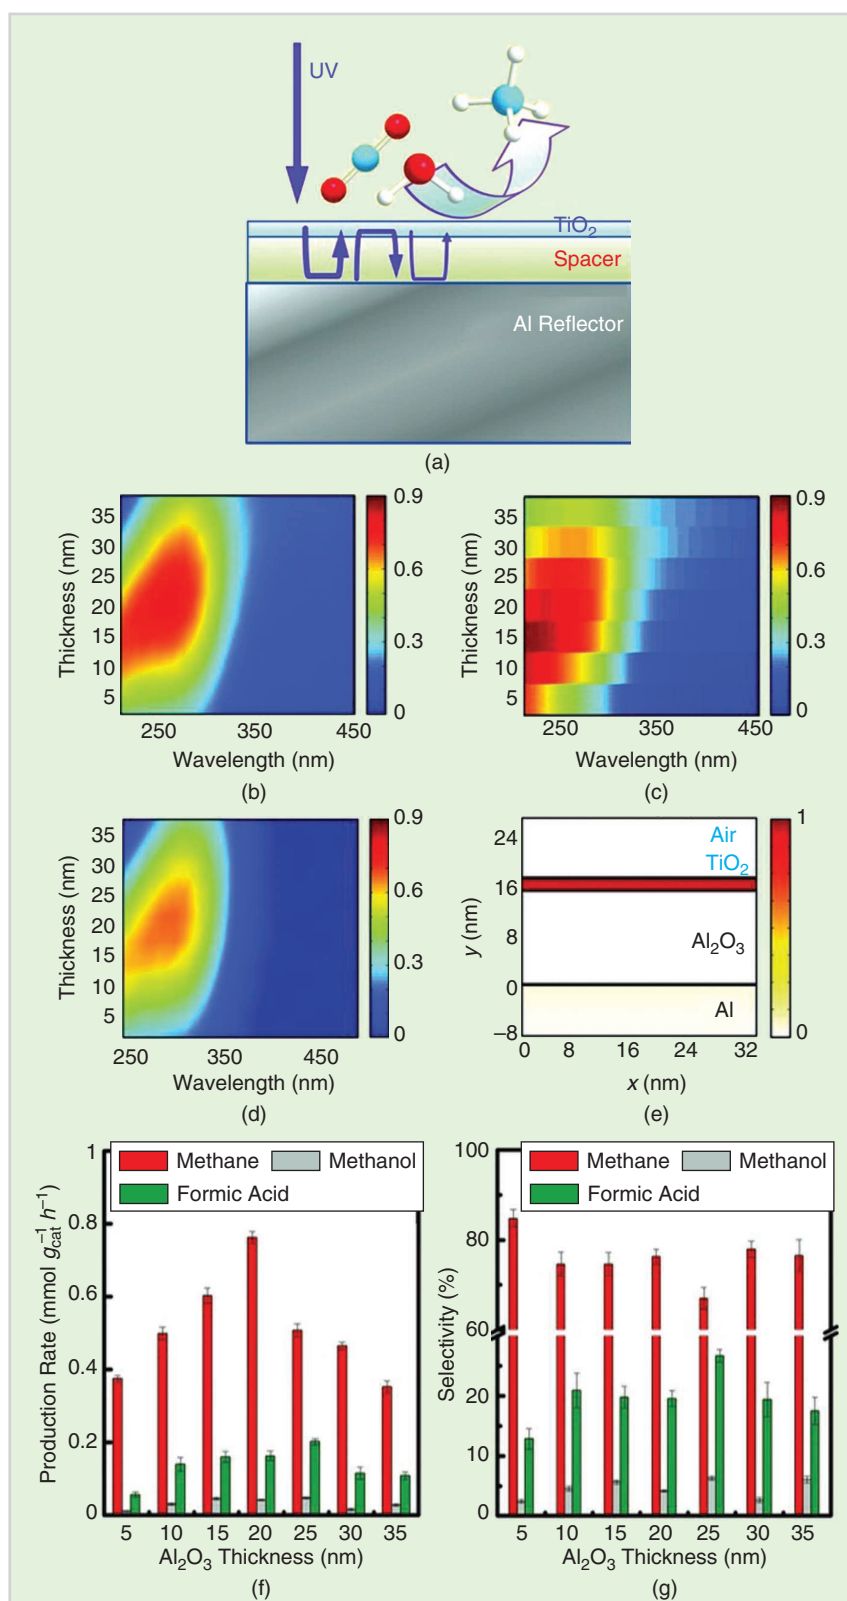 UV
TiO₂
Spacer
Al Reflector
(a)
Thickness (nm)
35
30
25
20
15
10
5
0.9
0.6
0.3
0
250 350 450
Wavelength (nm)
(b)
Thickness (nm)
35
30
25
20
15
10
5
0.9
0.6
0.3
0
250 350 450
Wavelength (nm)
(c)
Thickness (nm)
35
30
25
20
15
10
5
0.9
0.6
0.3
0
250 350 450
Wavelength (nm)
(d)
y (nm)
24
16
8
0
–8
Air
TiO₂
Al₂O₃
Al
1
0
0 8 16 24 32
x (nm)
(e)
Production Rate (mmol g⁻¹cat h⁻¹)
1
0.8
0.6
0.4
0.2
0
Methane Methanol
Formic Acid
5 10 15 20 25 30 35
Al₂O₃ Thickness (nm)
(f)
Selectivity (%)
100
80
60
20
10
0
Methane Methanol
Formic Acid
5 10 15 20 25 30 35
Al₂O₃ Thickness (nm)
(g)